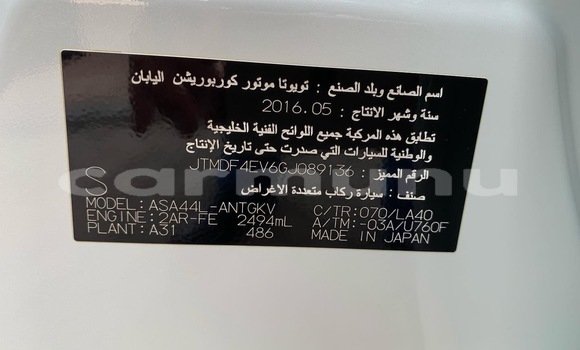 اسم الصانع وبلد الصنع : تويوتا موتور كوربوريشن اليابان
سنة وشهر الانتاج : 2016.05
تطابق هذه المركبة جميع اللوائح الفنية الخليجية
والوطنية للسيارات التي صدرت حتى تاريخ الإنتاج
الرقم المميز : JTMDF4EV6GJ089136
S الصنف : سيارة ركاب متعددة الاغراض
MODEL: ASA44L-ANTGKV C/TR: 070/LA40
ENGINE: 2AR-FE 2494mL A/TM: -03A/U760F
PLANT: A31 486 MADE IN JAPAN
carmunu